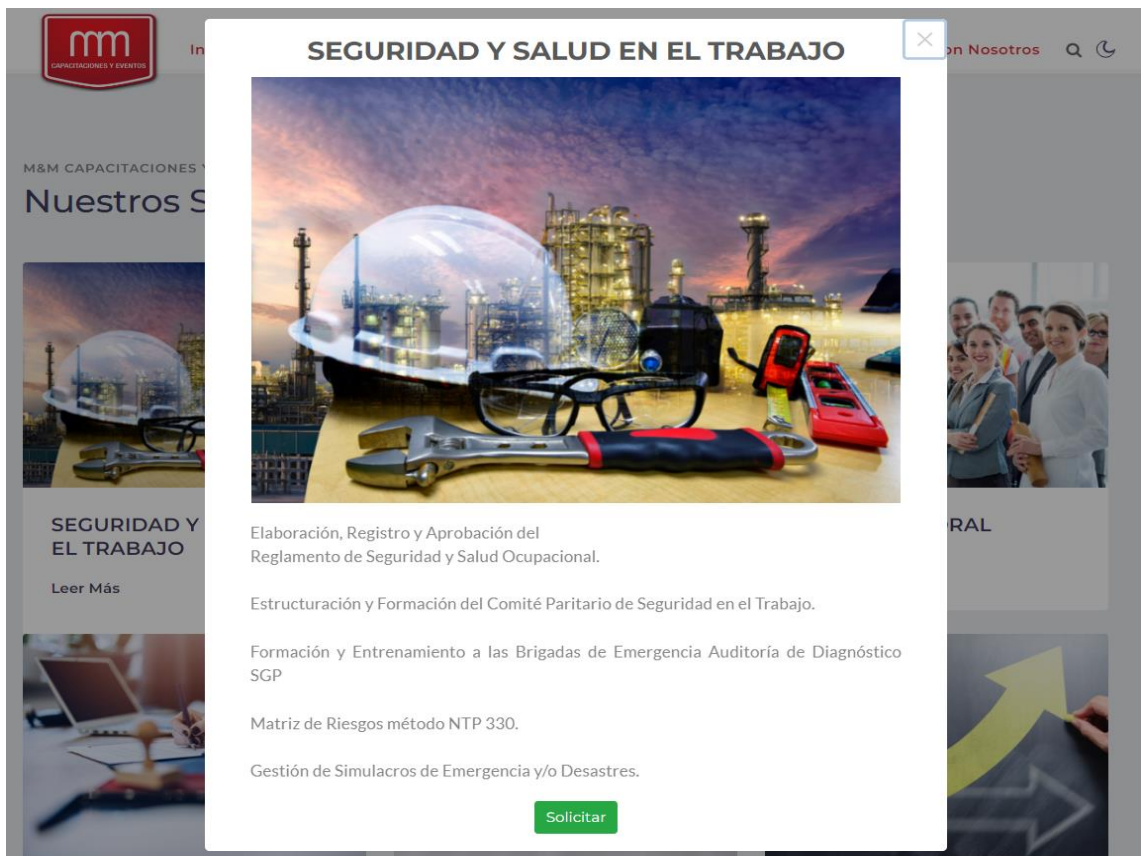 mm
CAPACITACIONES Y EVENTOS
In
on Nosotros
M&M CAPACITACIONES Y
Nuestros S
SEGURIDAD Y SALUD EN EL TRABAJO
×
Elaboración, Registro y Aprobación del
Reglamento de Seguridad y Salud Ocupacional.
Estructuración y Formación del Comité Paritario de Seguridad en el Trabajo.
Formación y Entrenamiento a las Brigadas de Emergencia Auditoría de Diagnóstico
SGP
Matriz de Riesgos método NTP 330.
Gestión de Simulacros de Emergencia y/o Desastres.
Solicitar
SEGURIDAD Y
EL TRABAJO
Leer Más
RAL